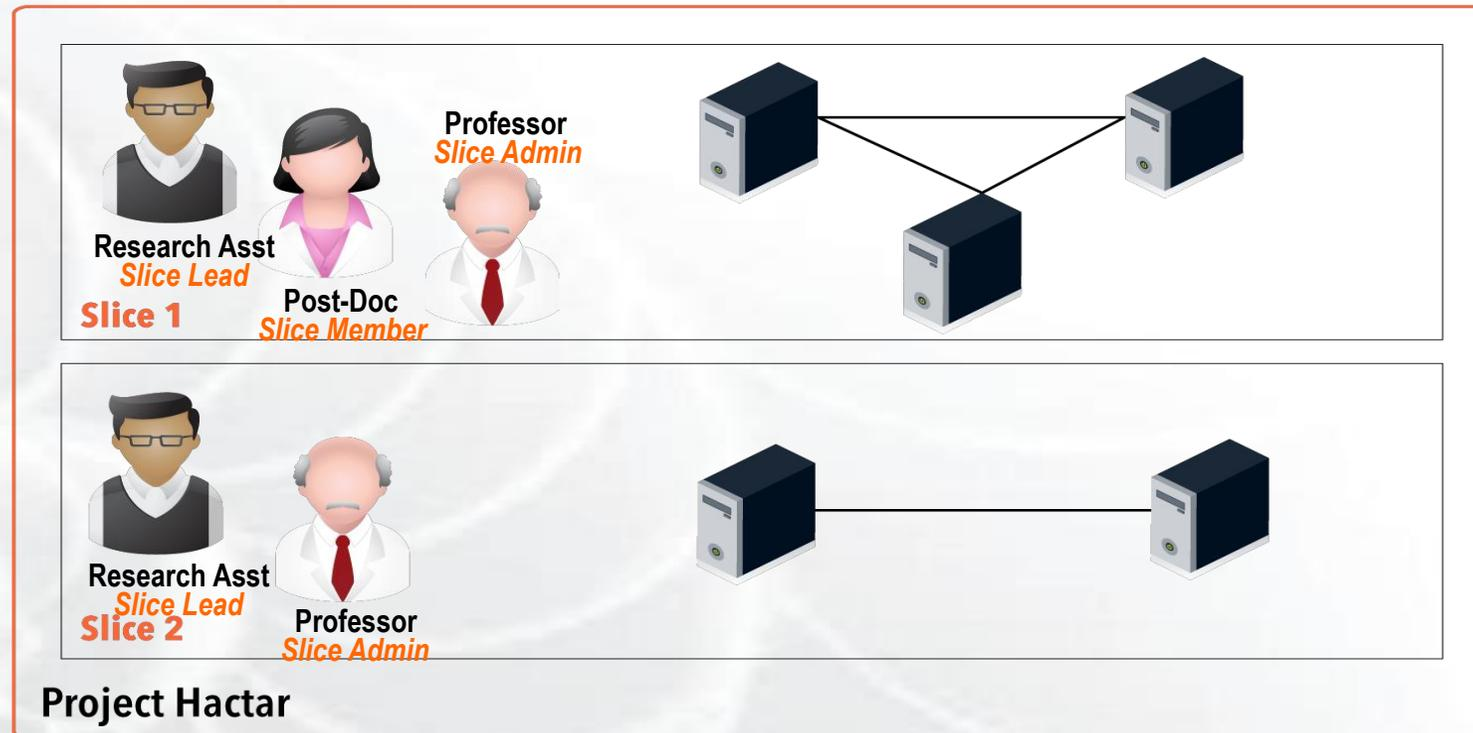 Professor
Slice Admin
Research Asst
Slice Lead
Post-Doc
Slice Member
Slice 1
Research Asst
Slice Lead
Professor
Slice Admin
Slice 2
Project Hactar